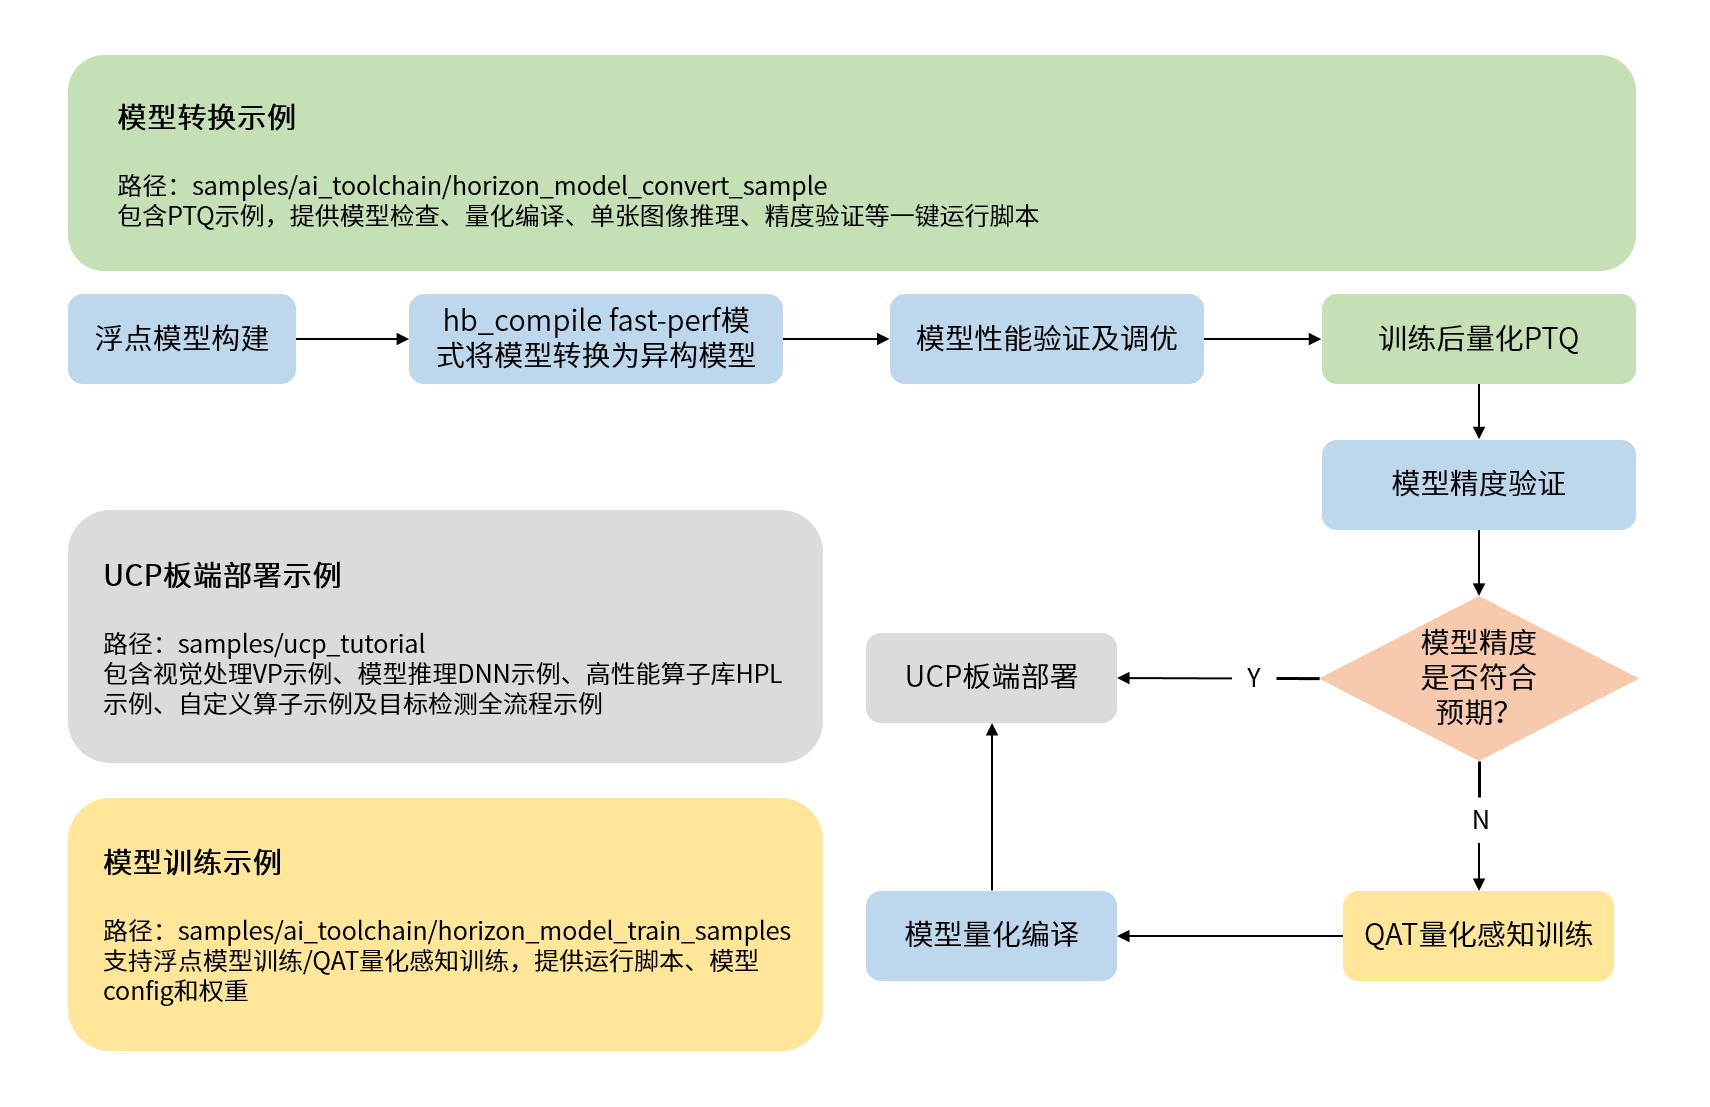 模型转换示例
路径：samples/ai_toolchain/horizon_model_convert_sample
包含PTQ示例，提供模型检查、量化编译、单张图像推理、精度验证等一键运行脚本
浮点模型构建
hb_compile fast-perf模
式将模型转换为异构模型
模型性能验证及调优
训练后量化PTQ
模型精度验证
UCP板端部署示例
路径：samples/ucp_tutorial
包含视觉处理VP示例、模型推理DNN示例、高性能算子库HPL
示例、自定义算子示例及目标检测全流程示例
UCP板端部署
Y
模型精度
是否符合
预期？
N
模型训练示例
路径：samples/ai_toolchain/horizon_model_train_samples
支持浮点模型训练/QAT量化感知训练，提供运行脚本、模型
config和权重
模型量化编译
QAT量化感知训练